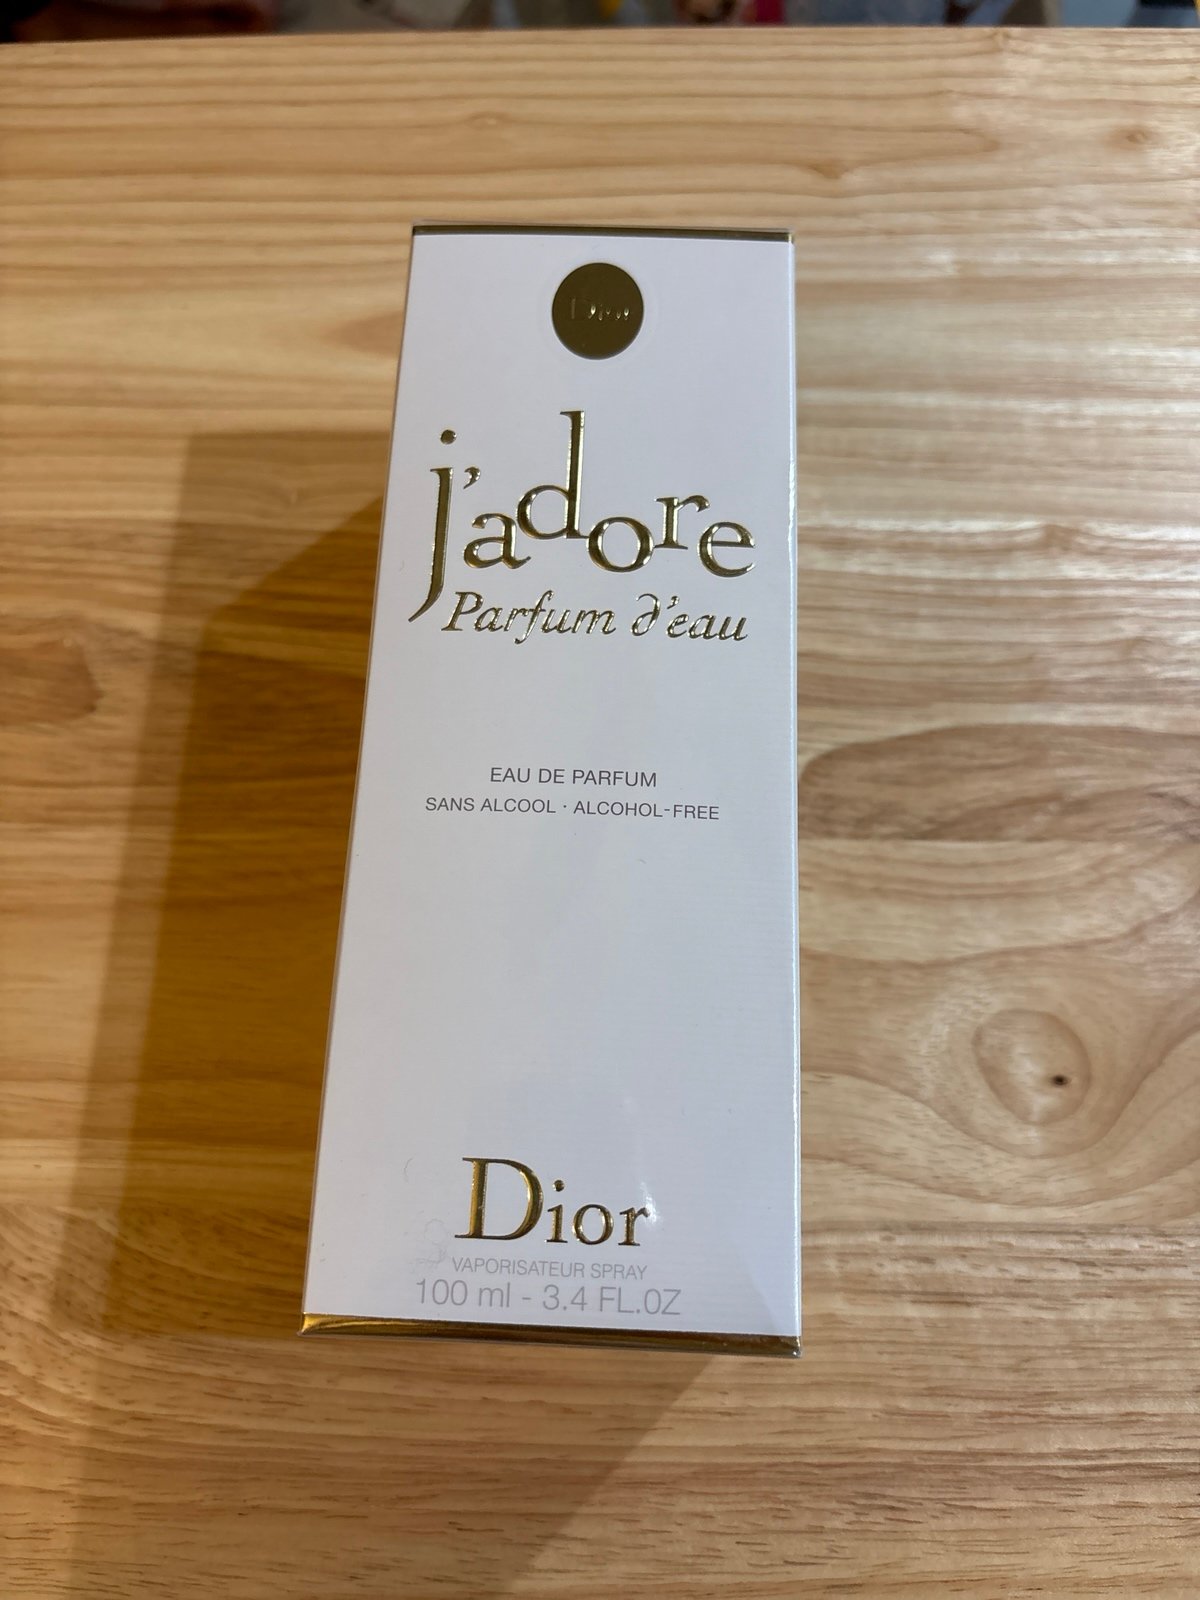 Dior
j'adore
Parfum d'eau
EAU DE PARFUM
SANS ALCOOL · ALCOHOL-FREE
Dior
VAPORISATEUR SPRAY
100 ml - 3.4 FL.OZ